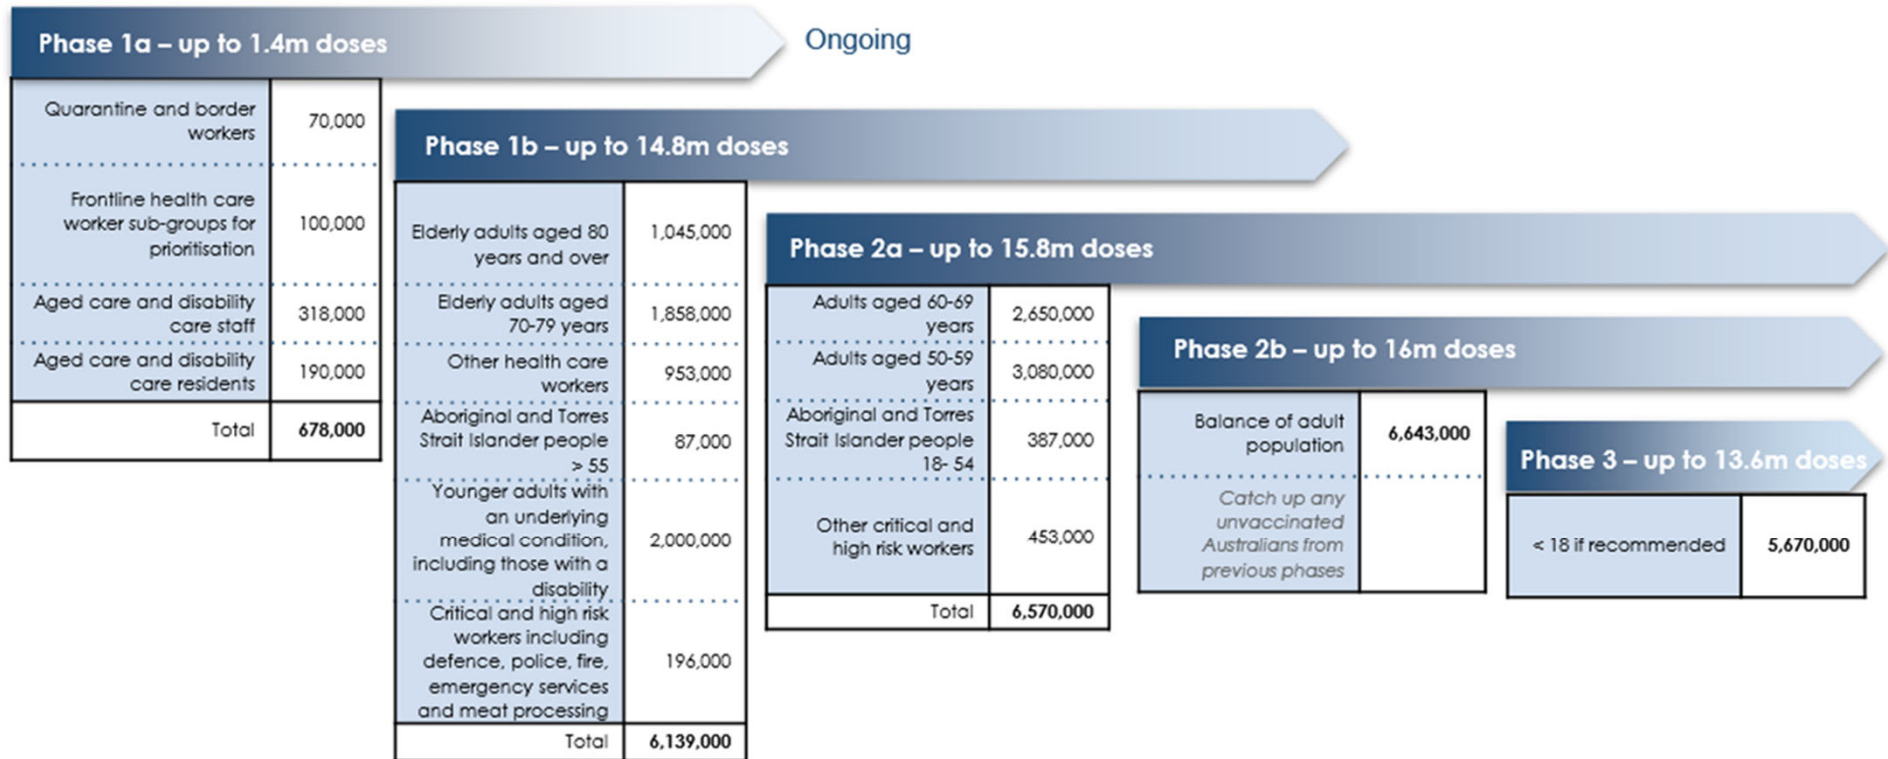 Phase 1a – up to 1.4m doses
Ongoing
Quarantine and border
workers
70,000
Frontline health care
worker sub-groups for
prioritisation
100,000
Aged care and disability
care staff
318,000
Aged care and disability
care residents
190,000
Total
678,000
Phase 1b – up to 14.8m doses
Elderly adults aged 80
years and over
1,045,000
Elderly adults aged
70-79 years
1,858,000
Other health care
workers
953,000
Aboriginal and Torres
Strait Islander people
> 55
87,000
Younger adults with
an underlying
medical condition,
including those with a
disability
2,000,000
Critical and high risk
workers including
defence, police, fire,
emergency services
and meat processing
196,000
Total
6,139,000
Phase 2a – up to 15.8m doses
Adults aged 60-69
years
2,650,000
Adults aged 50-59
years
3,080,000
Aboriginal and Torres
Strait Islander people
18- 54
387,000
Other critical and
high risk workers
453,000
Total
6,570,000
Phase 2b – up to 16m doses
Balance of adult
population
6,643,000
Catch up any
unvaccinated
Australians from
previous phases
Phase 3 – up to 13.6m doses
< 18 if recommended
5,670,000